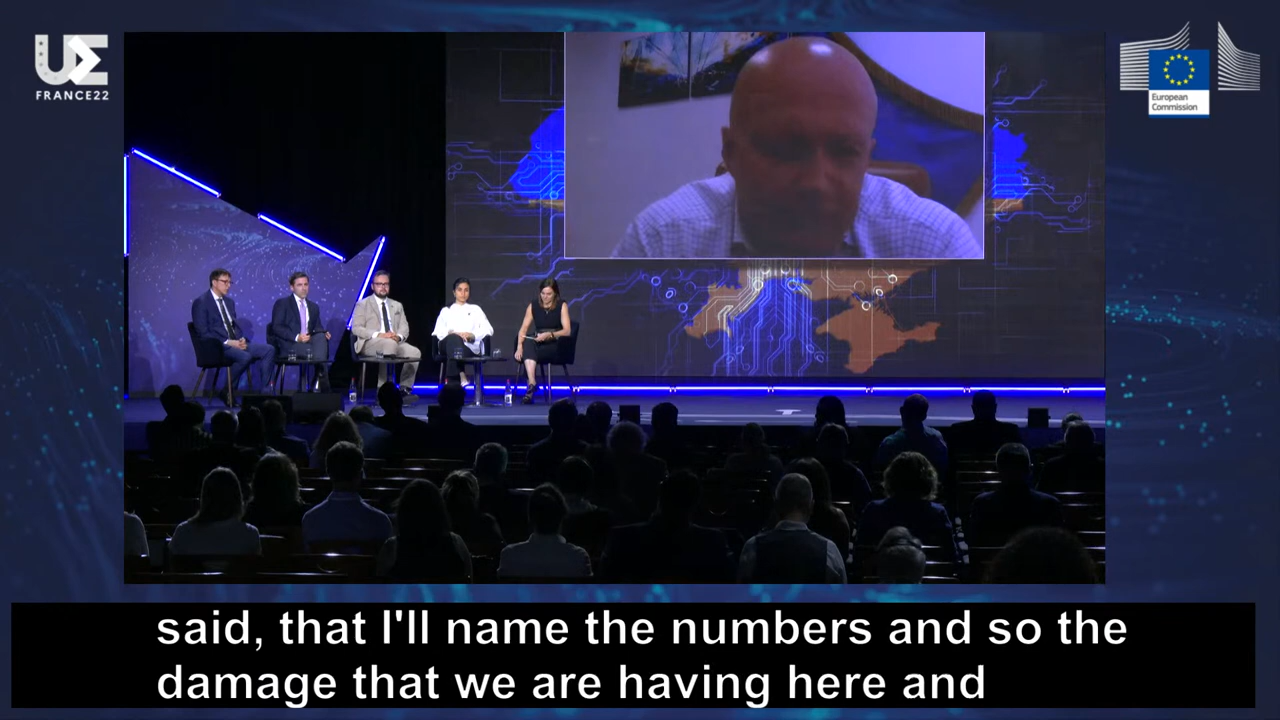 UE
FRANCE22
European
Commission
said, that I'll name the numbers and so the
damage that we are having here and